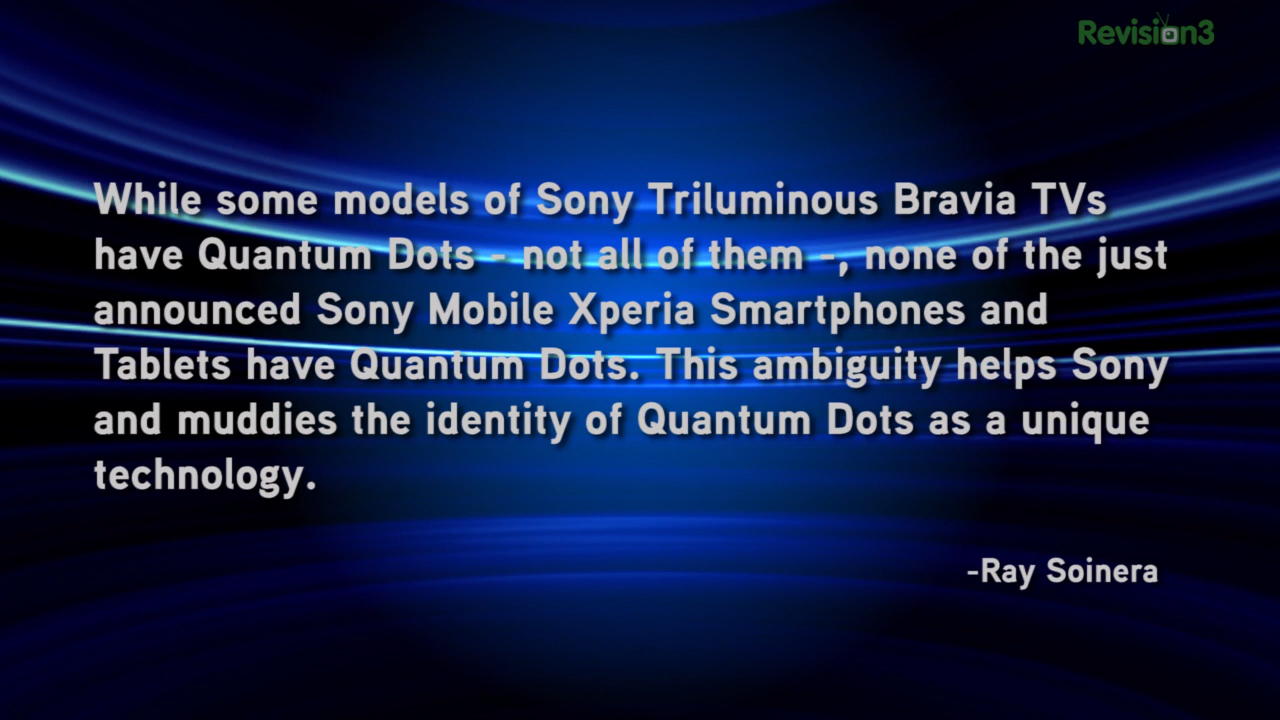 Revision3
While some models of Sony Triluminous Bravia TVs
have Quantum Dots - not all of them -, none of the just
announced Sony Mobile Xperia Smartphones and
Tablets have Quantum Dots. This ambiguity helps Sony
and muddies the identity of Quantum Dots as a unique
technology.
-Ray Soinera